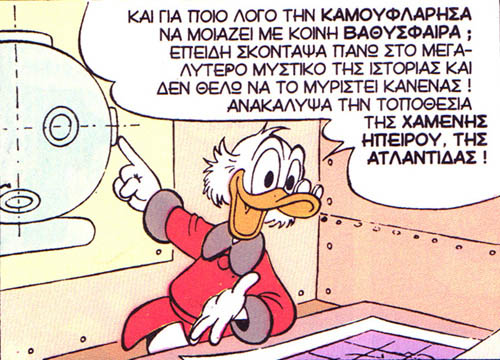 ΚΑΙ ΓΙΑ ΠΟΙΟ ΛΟΓΟ ΤΗΝ ΚΑΜΟΥΦΛΑΡΗΣΑ
ΝΑ ΜΟΙΑΖΕΙ ΜΕ ΚΟΙΝΗ ΒΑΘΥΣΦΑΙΡΑ ;
ΕΠΕΙΔΗ ΣΚΟΝΤΑΨΑ ΠΑΝΩ ΣΤΟ ΜΕΓΑ-
ΛΥΤΕΡΟ ΜΥΣΤΙΚΟ ΤΗΣ ΙΣΤΟΡΙΑΣ ΚΑΙ
ΔΕΝ ΘΕΛΩ ΝΑ ΤΟ ΜΥΡΙΣΤΕΙ ΚΑΝΕΝΑΣ !
ΑΝΑΚΑΛΥΨΑ ΤΗΝ ΤΟΠΟΘΕΣΙΑ
ΤΗΣ ΧΑΜΕΝΗΣ
ΗΠΕΙΡΟΥ, ΤΗΣ
ΑΤΛΑΝΤΙΔΑΣ !